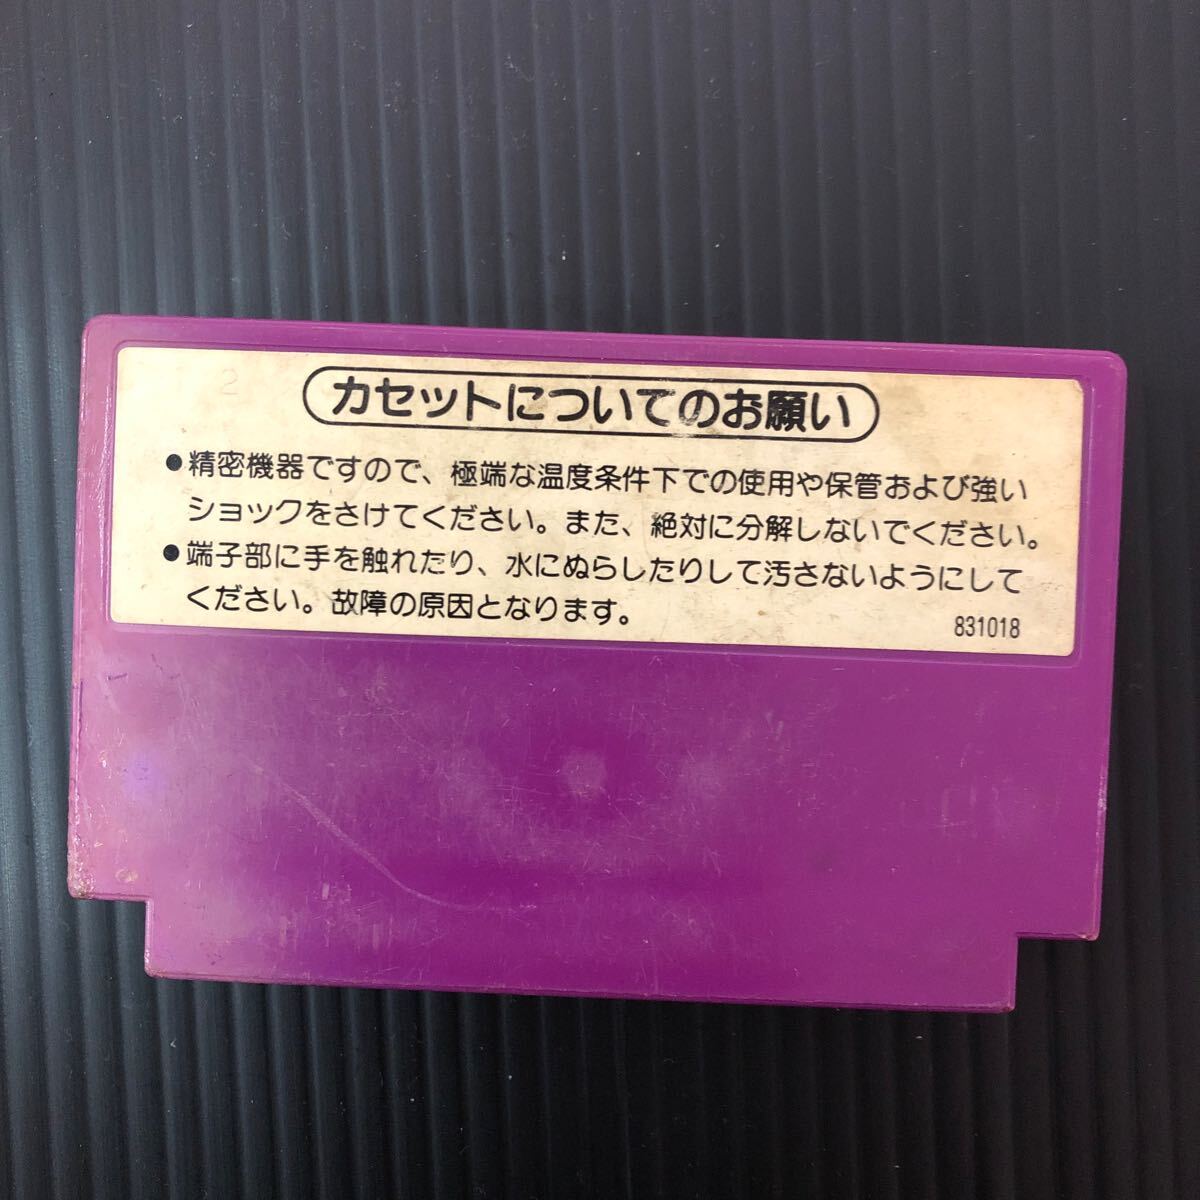 2
カセットについてのお願い
●精密機器ですので、極端な温度条件下での使用や保管および強い
ショックをさけてください。また、絶対に分解しないでください。
●端子部に手を触れたり、水にぬらしたりして汚さないようにして
ください。故障の原因となります。
831018